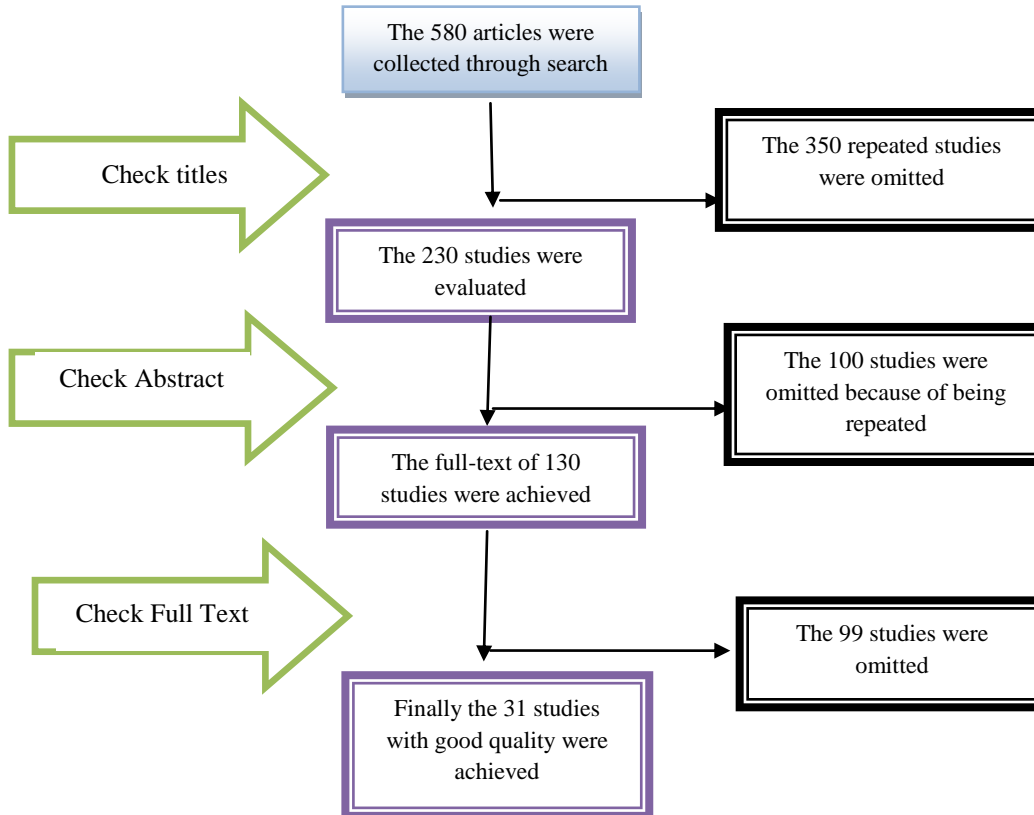 The 580 articles were
collected through search
Check titles
The 350 repeated studies
were omitted
The 230 studies were
evaluated
Check Abstract
The 100 studies were
omitted because of being
repeated
The full-text of 130
studies were achieved
Check Full Text
The 99 studies were
omitted
Finally the 31 studies
with good quality were
achieved